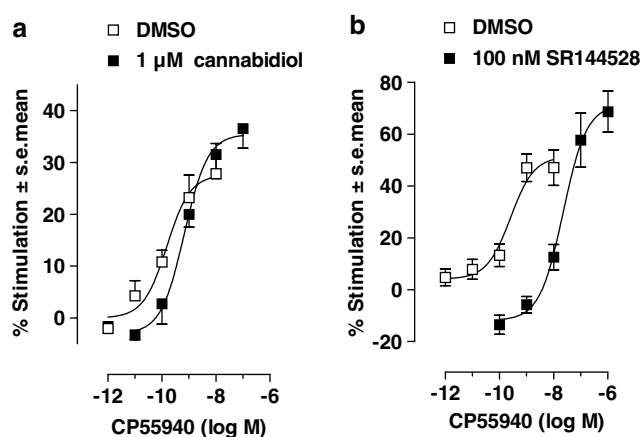 a
DMSO
1 µM cannabidiol
% Stimulation ± s.e.mean
40
30
20
10
0
-12 -10 -8 -6
CP55940 (log M)
b
DMSO
100 nM SR144528
% Stimulation ± s.e.mean
80
60
40
20
0
-20
-12 -10 -8 -6
CP55940 (log M)